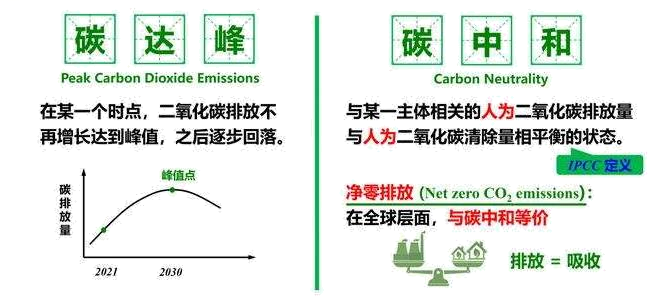 碳达峰
Peak Carbon Dioxide Emissions
在某一个时点，二氧化碳排放不
再增长达到峰值，之后逐步回落。
碳排放量
峰值点
2021
2030
碳中和
Carbon Neutrality
与某一主体相关的人为二氧化碳排放量
与人为二氧化碳清除量相平衡的状态。
IPCC 定义
净零排放 (Net zero CO₂ emissions)：
在全球层面，与碳中和等价
排放 = 吸收